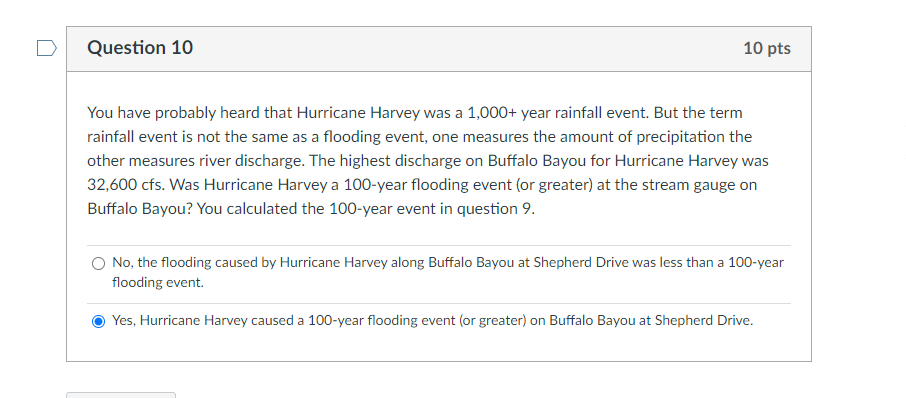 Question 10
10 pts
You have probably heard that Hurricane Harvey was a 1,000+ year rainfall event. But the term
rainfall event is not the same as a flooding event, one measures the amount of precipitation the
other measures river discharge. The highest discharge on Buffalo Bayou for Hurricane Harvey was
32,600 cfs. Was Hurricane Harvey a 100-year flooding event (or greater) at the stream gauge on
Buffalo Bayou? You calculated the 100-year event in question 9.
No, the flooding caused by Hurricane Harvey along Buffalo Bayou at Shepherd Drive was less than a 100-year
flooding event.
Yes, Hurricane Harvey caused a 100-year flooding event (or greater) on Buffalo Bayou at Shepherd Drive.